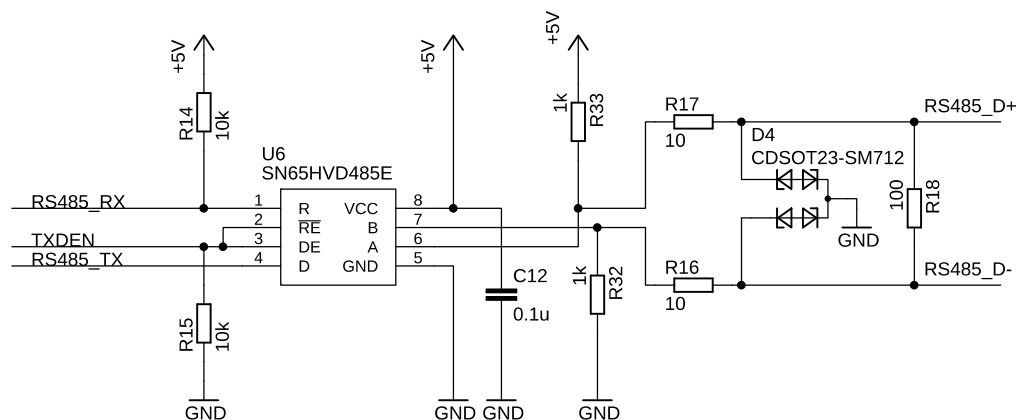 +5V
+5V
+5V
R14
10k
1k
R33
R17
10
RS485_D+
D4
CDSOT23-SM712
U6
SN65HVD485E
RS485_RX
1
R
VCC
8
2
RE
B
7
TXDEN
3
DE
A
6
RS485_TX
4
D
GND
5
100
R18
GND
R15
10k
C12
0.1u
1k
R32
R16
10
RS485_D-
GND
GND
GND
GND